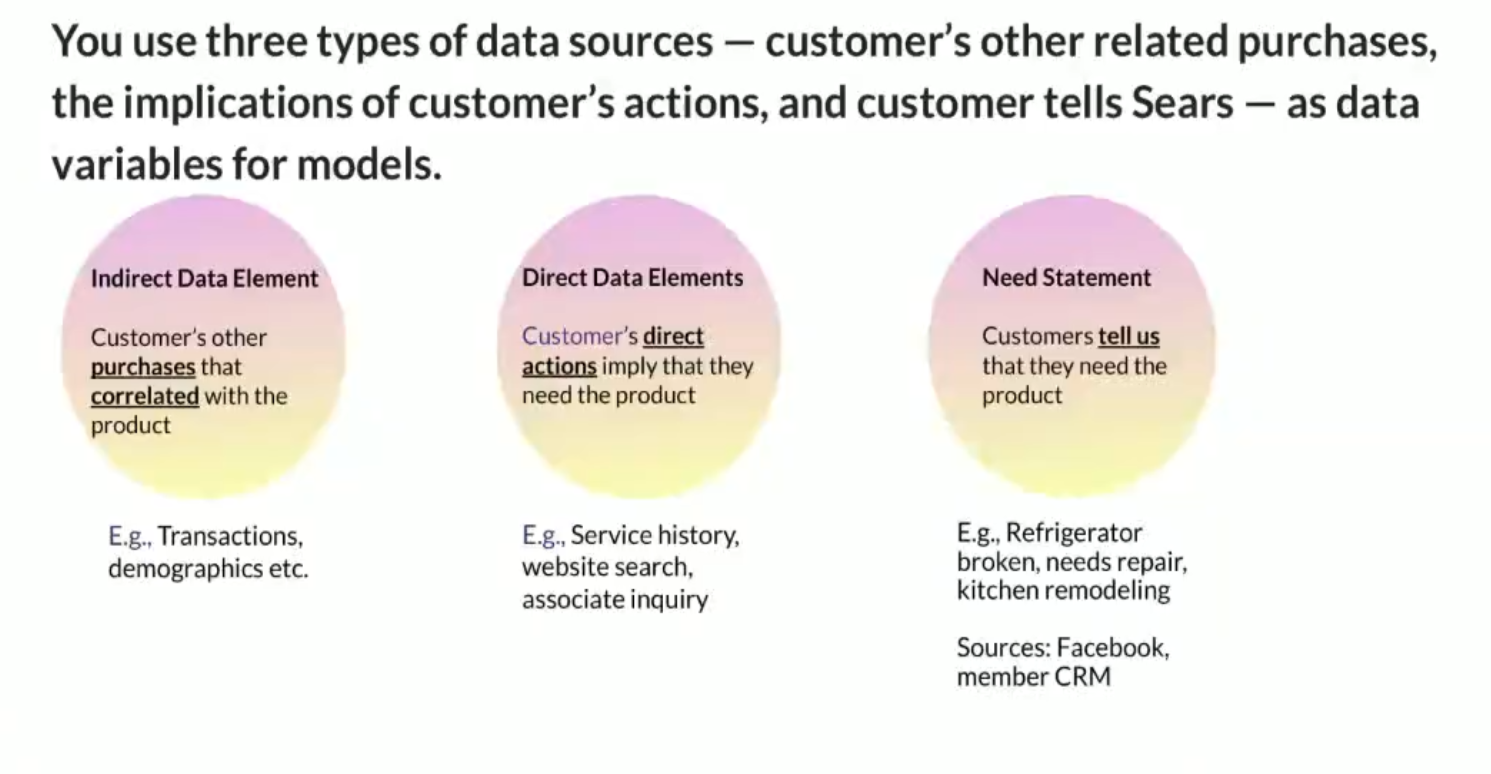 You use three types of data sources — customer's other related purchases,
the implications of customer's actions, and customer tells Sears — as data
variables for models.
Indirect Data Element
Customer's other
purchases that
correlated with the
product
E.g., Transactions,
demographics etc.
Direct Data Elements
Customer's direct
actions imply that they
need the product
E.g., Service history,
website search,
associate inquiry
Need Statement
Customers tell us
that they need the
product
E.g., Refrigerator
broken, needs repair,
kitchen remodeling
Sources: Facebook,
member CRM